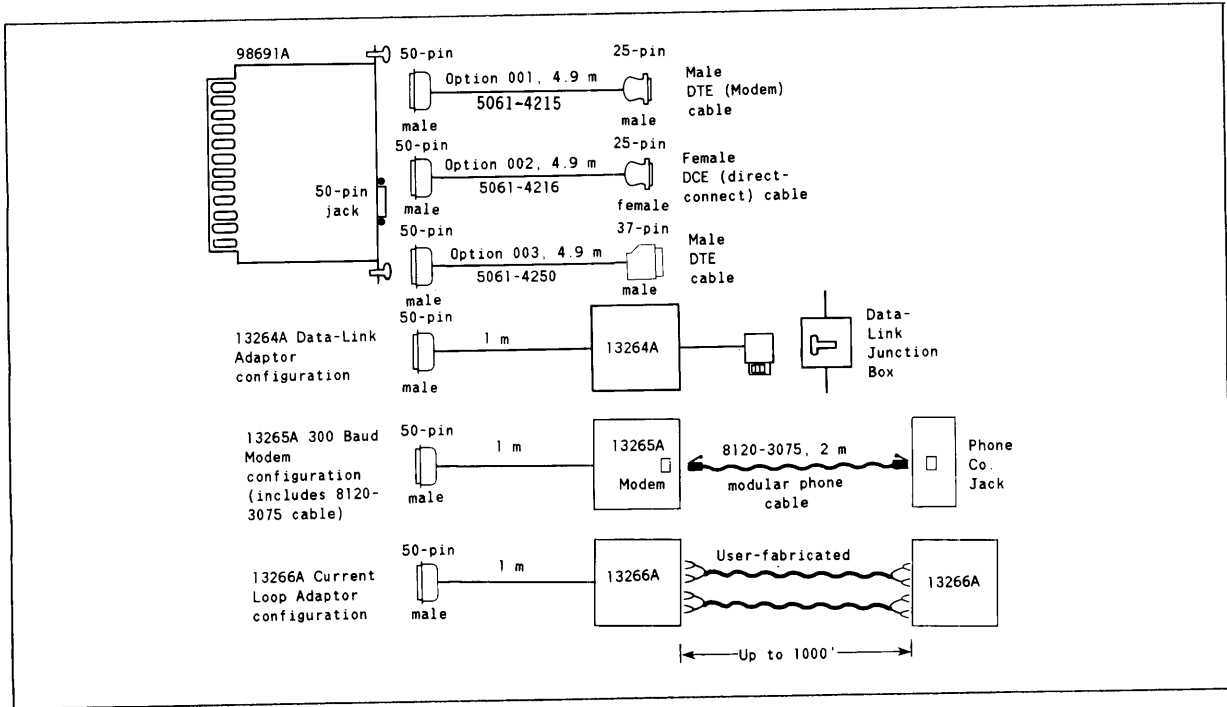 98691A
50-pin
jack
50-pin
male
Option 001, 4.9 m
5061-4215
25-pin
male
Male
DTE (Modem)
cable
50-pin
male
Option 002, 4.9 m
5061-4216
25-pin
female
Female
DCE (direct-
connect) cable
50-pin
male
Option 003, 4.9 m
5061-4250
37-pin
male
Male
DTE
cable
13264A Data-Link
Adaptor
configuration
50-pin
male
1 m
13264A
Data-
Link
Junction
Box
13265A 300 Baud
Modem
configuration
(includes 8120-
3075 cable)
50-pin
male
1 m
13265A
Modem
8120-3075, 2 m
modular phone
cable
Phone
Co.
Jack
13266A Current
Loop Adaptor
configuration
50-pin
male
1 m
13266A
User-fabricated
13266A
Up to 1000'